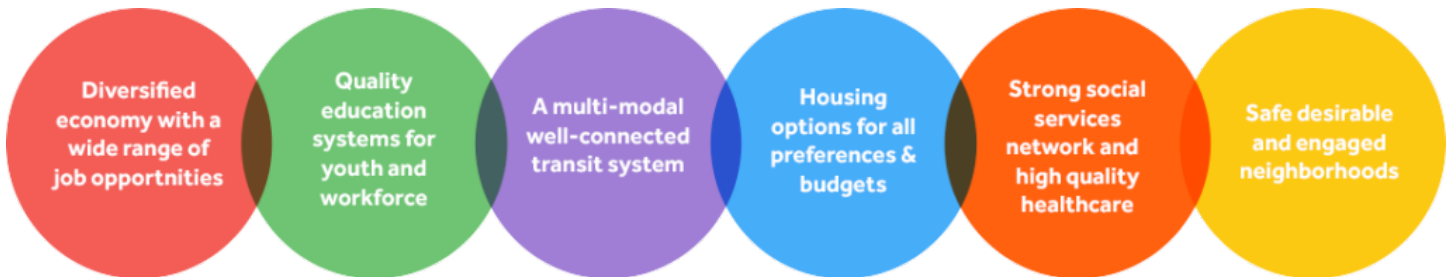 Diversified
economy with a
wide range of
job opportnities
Quality
education
systems for
youth and
workforce
A multi-modal
well-connected
transit system
Housing
options for all
preferences &
budgets
Strong social
services
network and
high quality
healthcare
Safe desirable
and engaged
neighborhoods